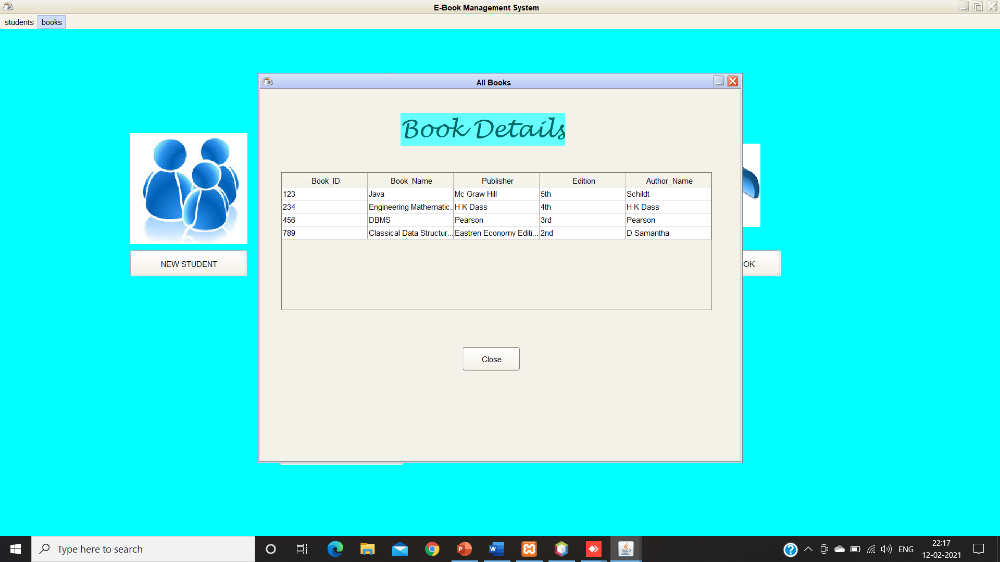 E-Book Management System
students books
All Books
Book Details
Book_ID Book_Name Publisher Edition Author_Name
123 Java Mc Graw Hill 5th Schildt
234 Engineering Mathematic... H K Dass 4th H K Dass
456 DBMS Pearson 3rd Pearson
789 Classical Data Structur... Eastren Economy Editi... 2nd D Samantha
NEW STUDENT OK
Close
Type here to search ENG 22:17
12-02-2021